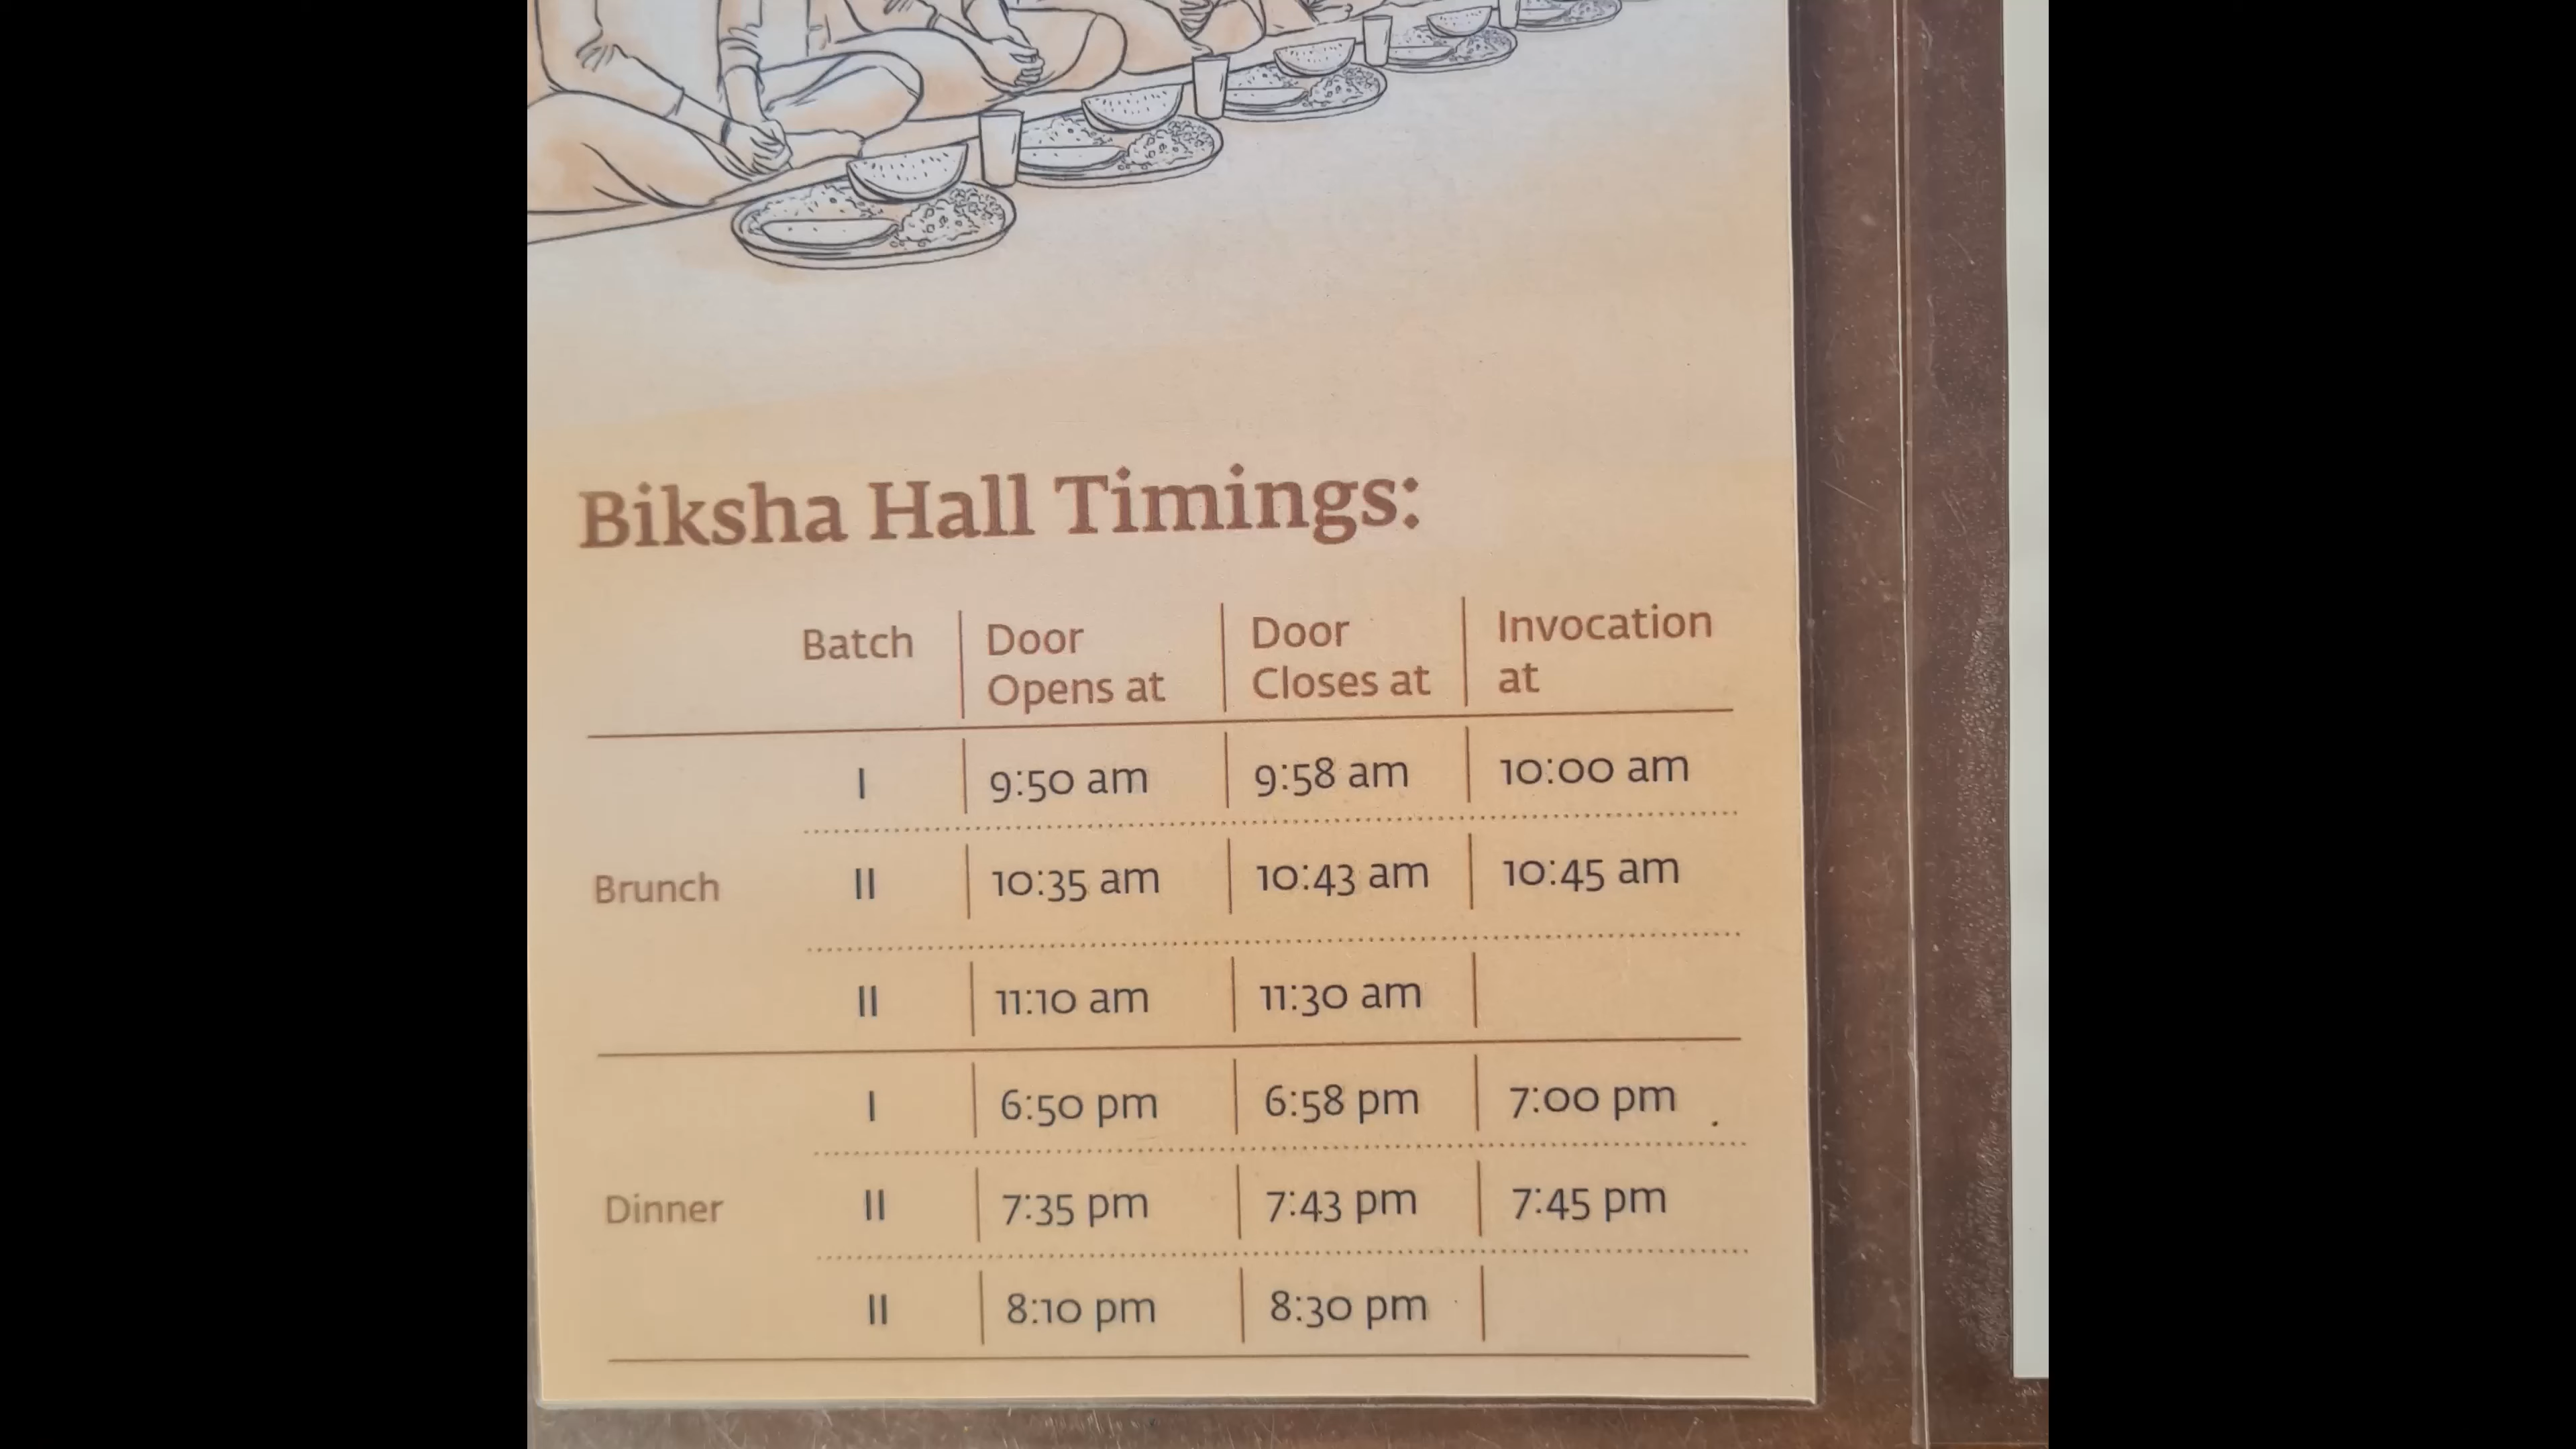 Biksha Hall Timings:
Batch Door Opens at Door Closes at Invocation at
I 9:50 am 9:58 am 10:00 am
Brunch II 10:35 am 10:43 am 10:45 am
II 11:10 am 11:30 am
I 6:50 pm 6:58 pm 7:00 pm
Dinner II 7:35 pm 7:43 pm 7:45 pm
II 8:10 pm 8:30 pm